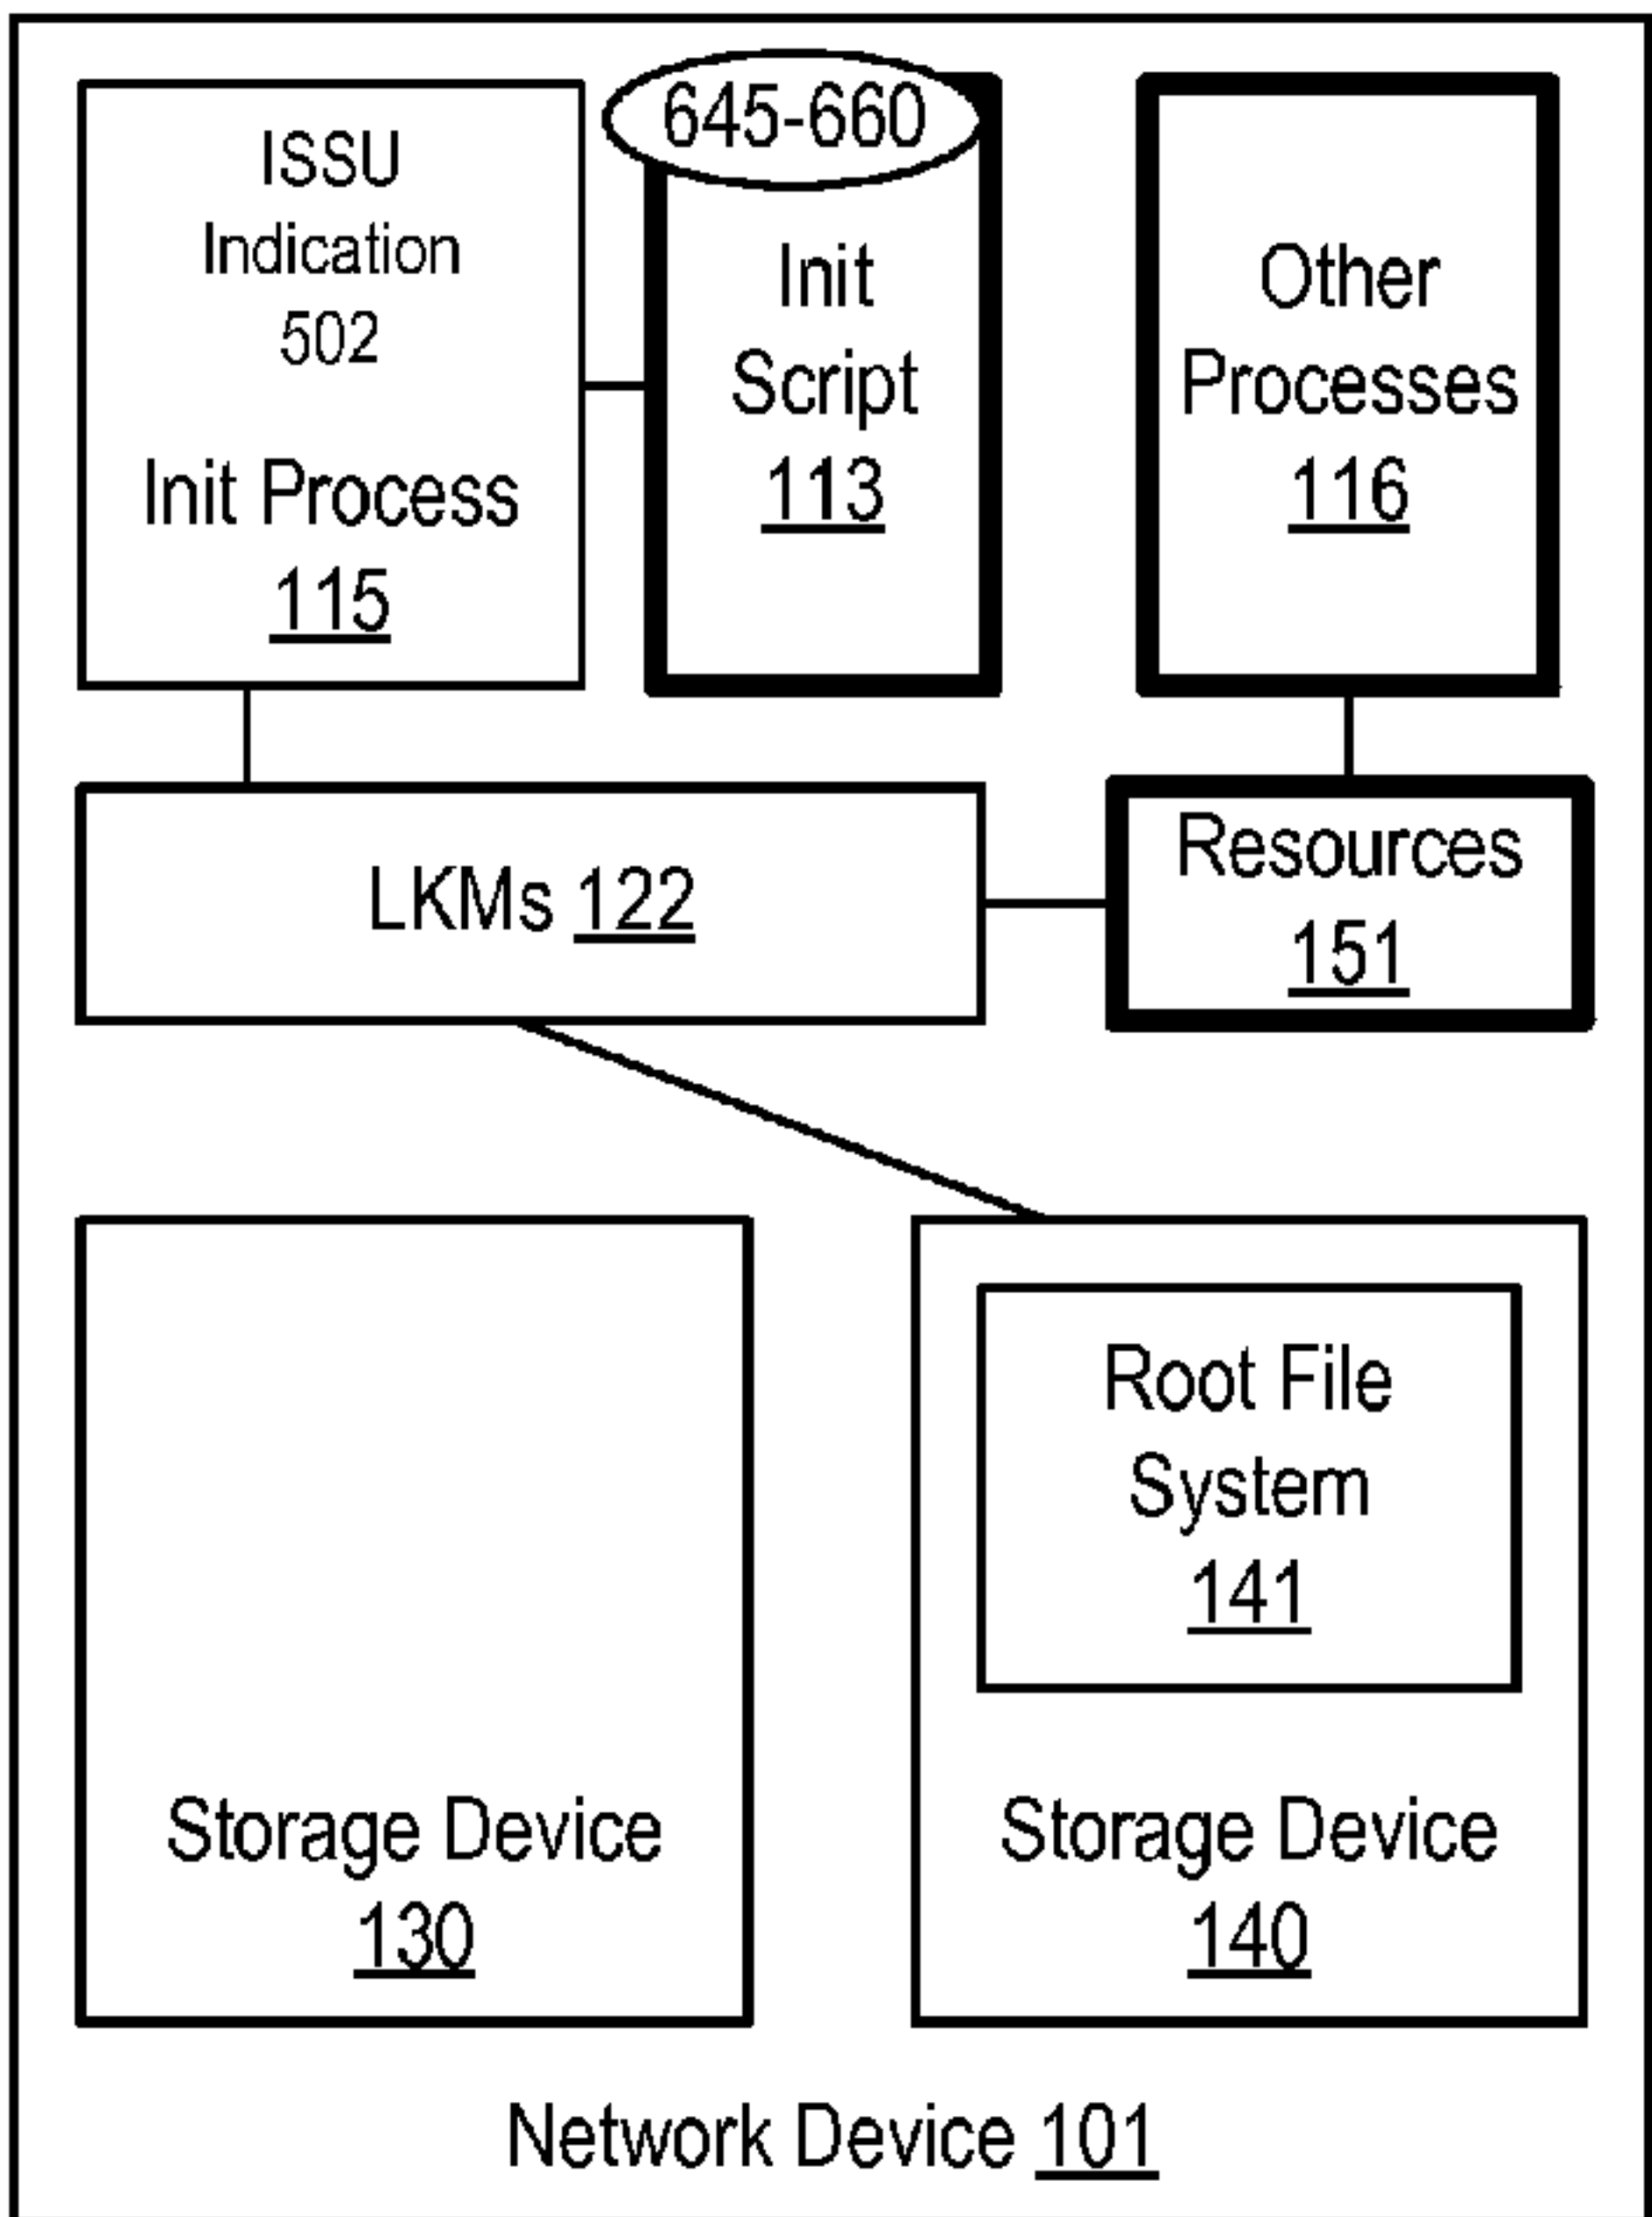 ISSU
Indication
502
Init Process
115
645-660
Init
Script
113
Other
Processes
116
LKMs 122
Resources
151
Storage Device
130
Root File
System
141
Storage Device
140
Network Device 101